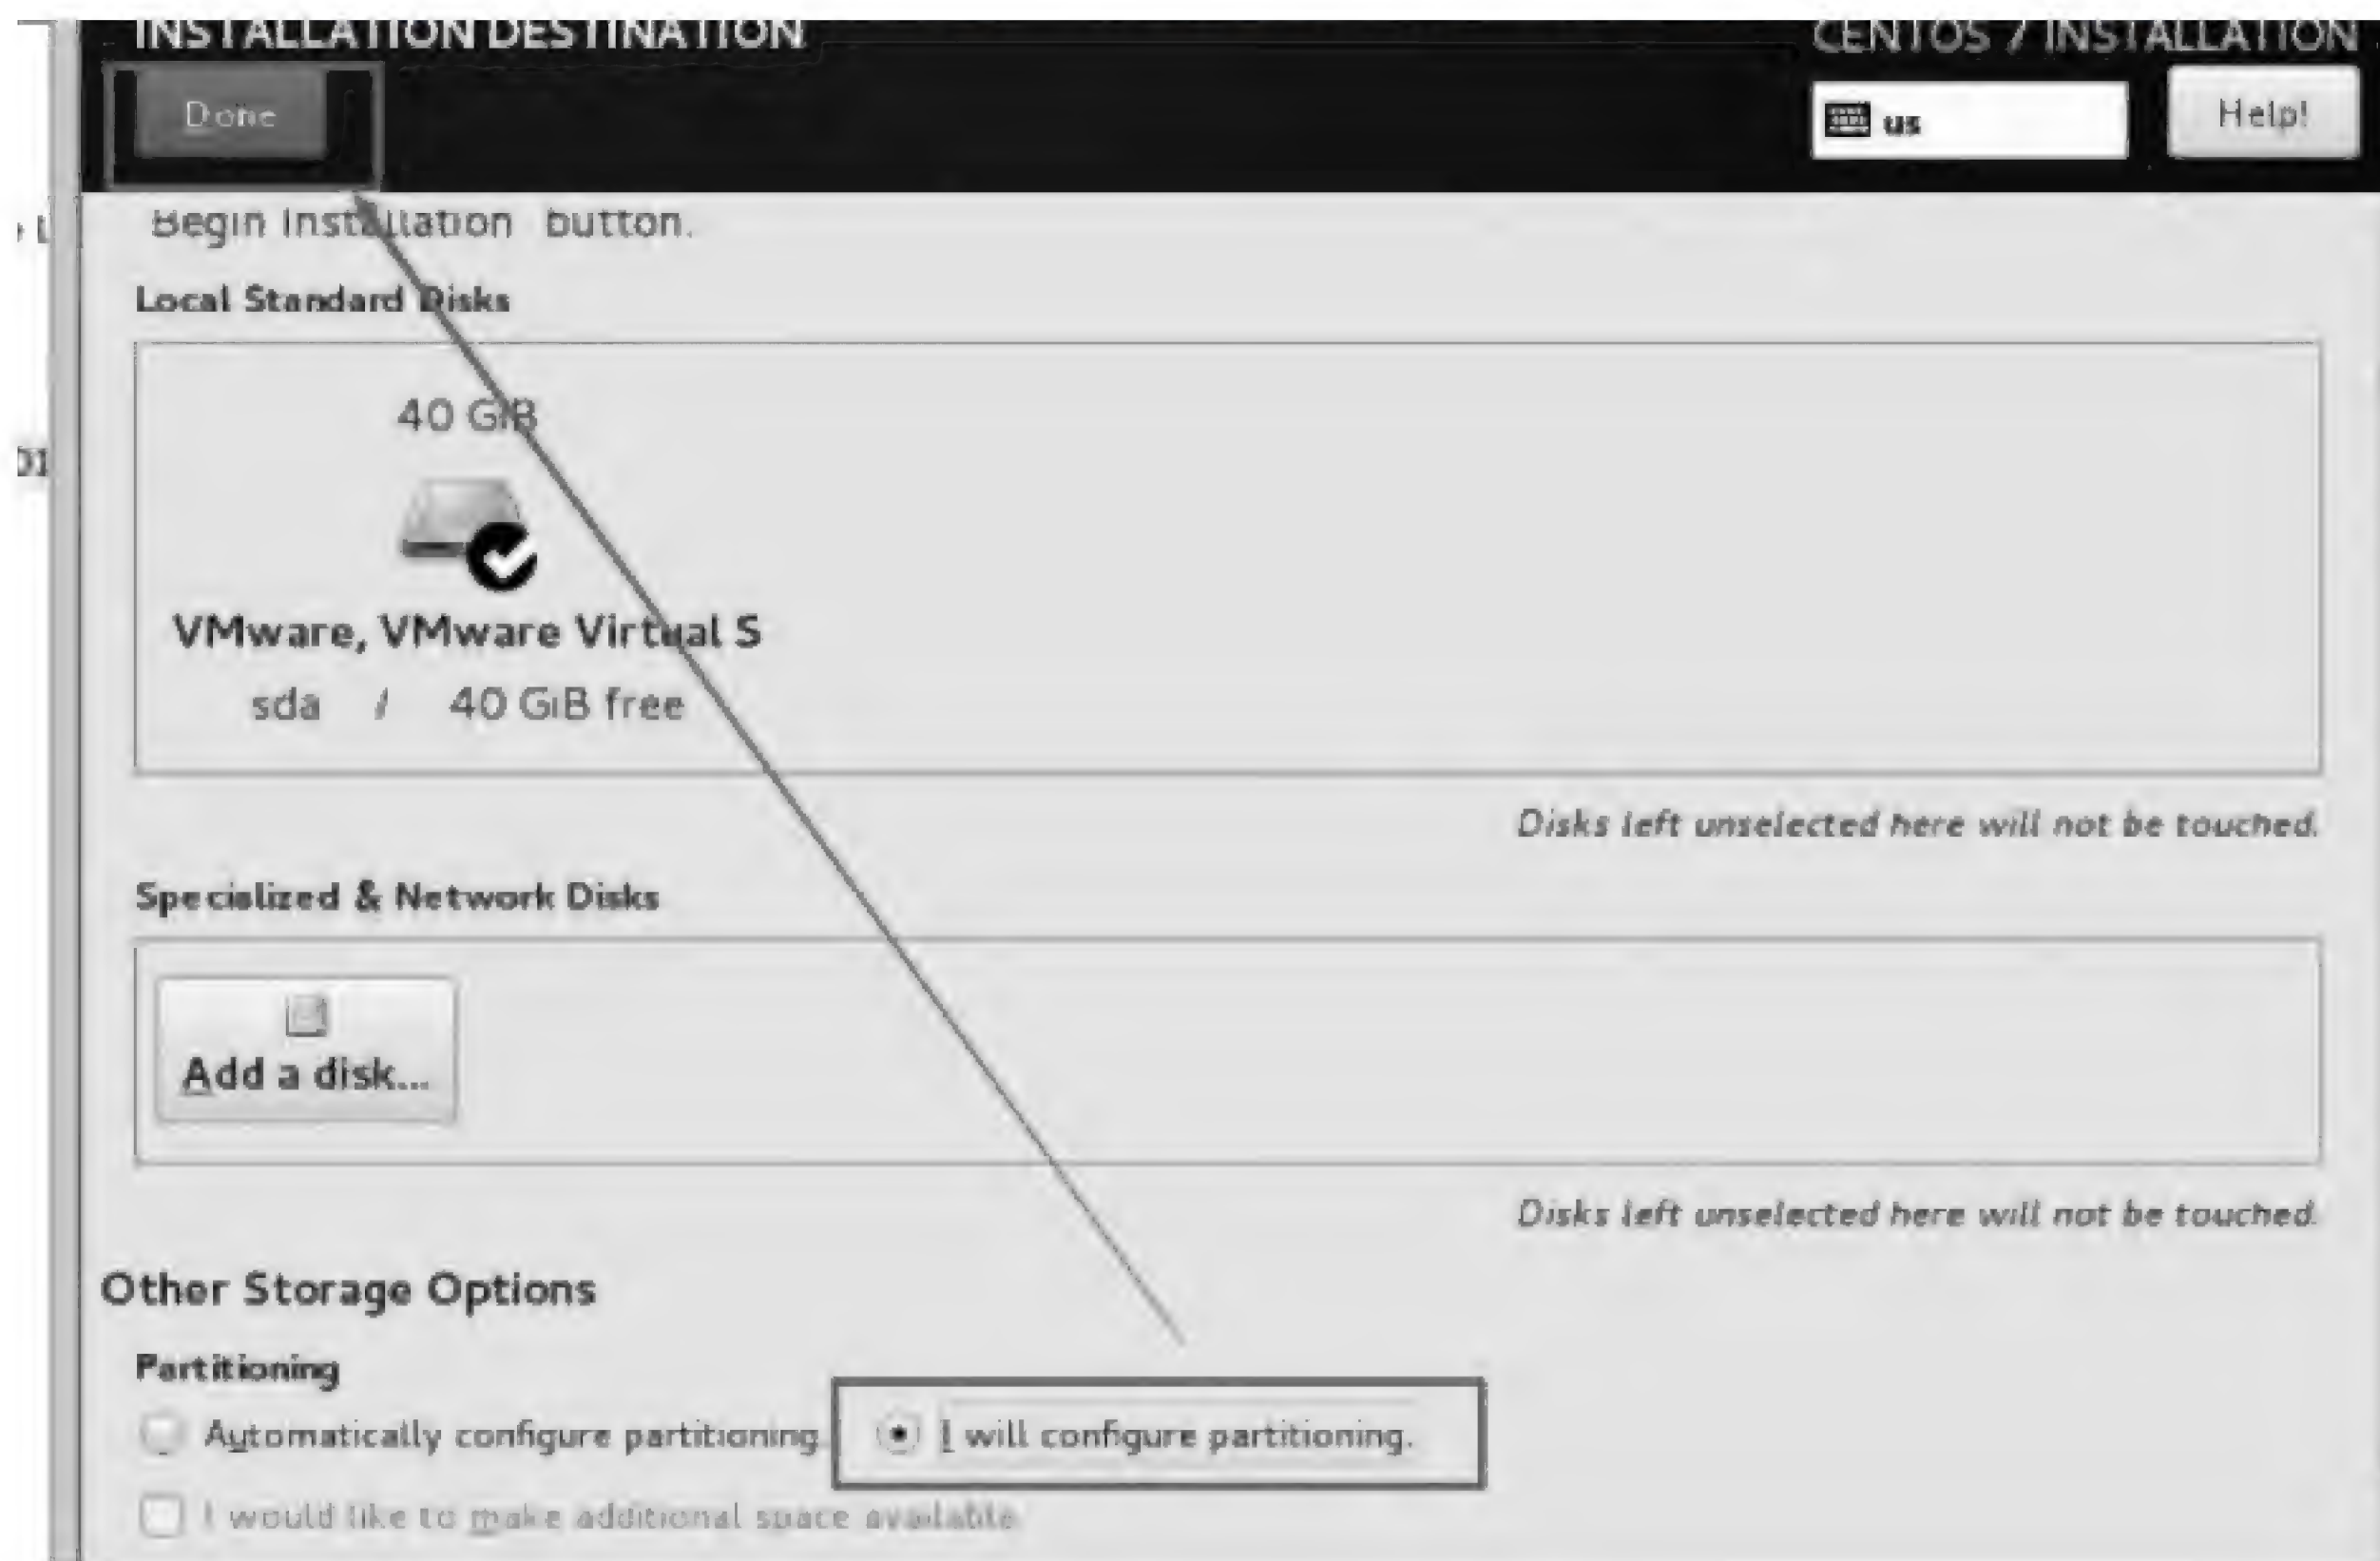 INSTALLATION DESTINATION
CENTOS 7 INSTALLATION
Done
us
Help!
Begin Installation button.
Local Standard Disks
40 GiB
VMware, VMware Virtual S
sda / 40 GiB free
Disks left unselected here will not be touched.
Specialized & Network Disks
Add a disk...
Disks left unselected here will not be touched.
Other Storage Options
Partitioning
Automatically configure partitioning. I will configure partitioning.
I would like to make additional space available.